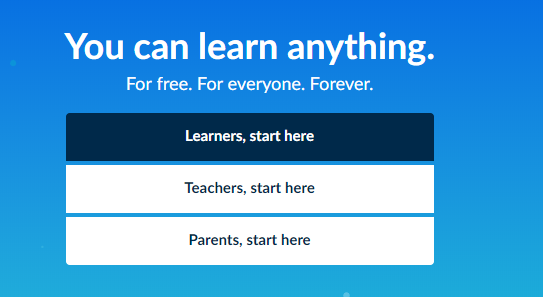 You can learn anything.
For free. For everyone. Forever.
Learners, start here
Teachers, start here
Parents, start here